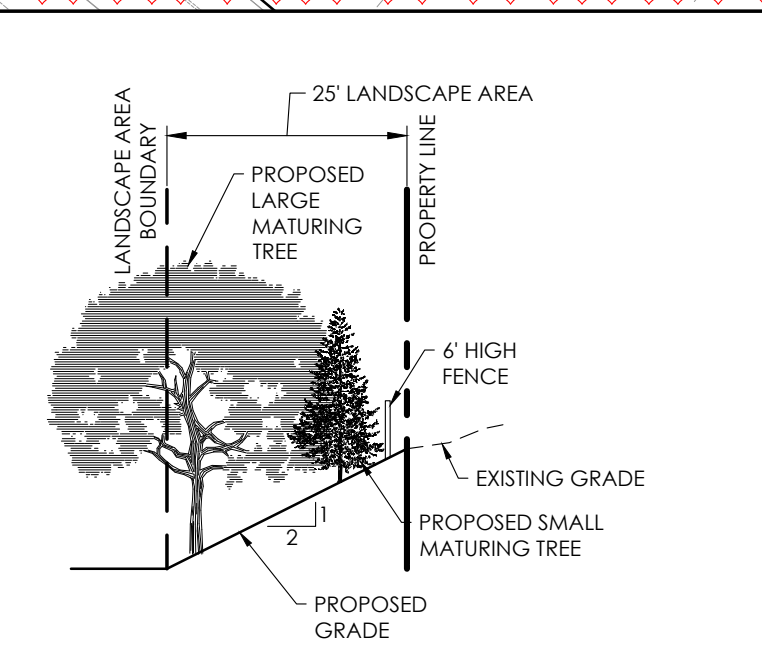 25' LANDSCAPE AREA
LANDSCAPE AREA
BOUNDARY
PROPERTY LINE
PROPOSED
LARGE
MATURING
TREE
6' HIGH
FENCE
EXISTING GRADE
1
2
PROPOSED SMALL
MATURING TREE
PROPOSED
GRADE